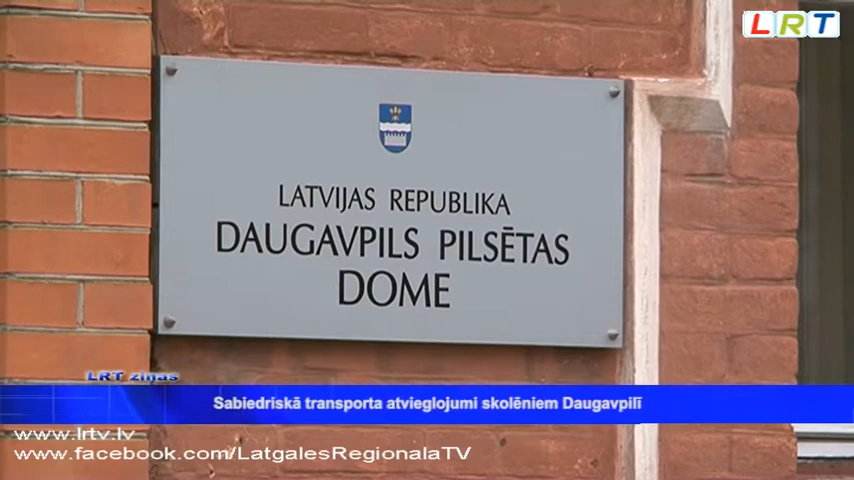 LRT
LATVIJAS REPUBLIKA
DAUGAVPILS PILSĒTAS
DOME
LRT ziņas
Sabiedriskā transporta atvieglojumi skolēniem Daugavpilī
www.lrtv.lv
www.facebook.com/LatgalesRegionalaTV